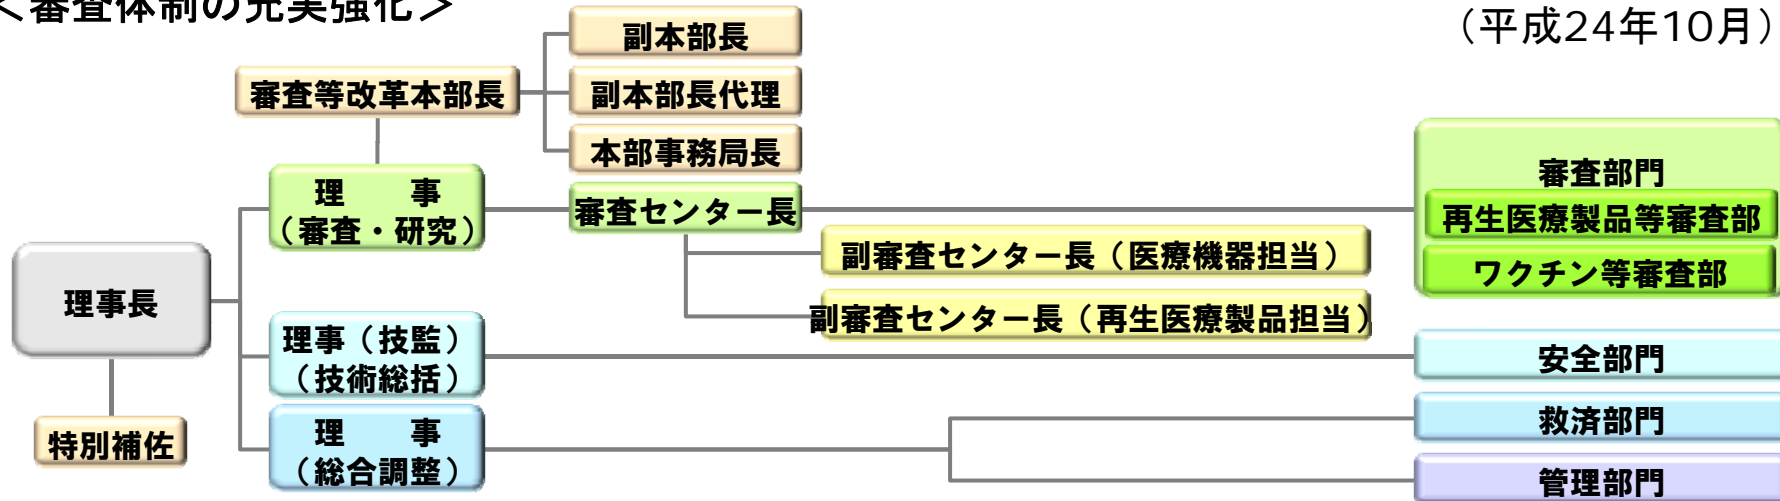 ＜審査体制の充実強化＞
（平成24年10月）
副本部長
審査等改革本部長
副本部長代理
本部事務局長
理　事
（審査・研究）
審査センター長
審査部門
再生医療製品等審査部
ワクチン等審査部
副審査センター長（医療機器担当）
副審査センター長（再生医療製品担当）
理事長
特別補佐
理事（技監）
（技術総括）
安全部門
理　事
（総合調整）
救済部門
管理部門